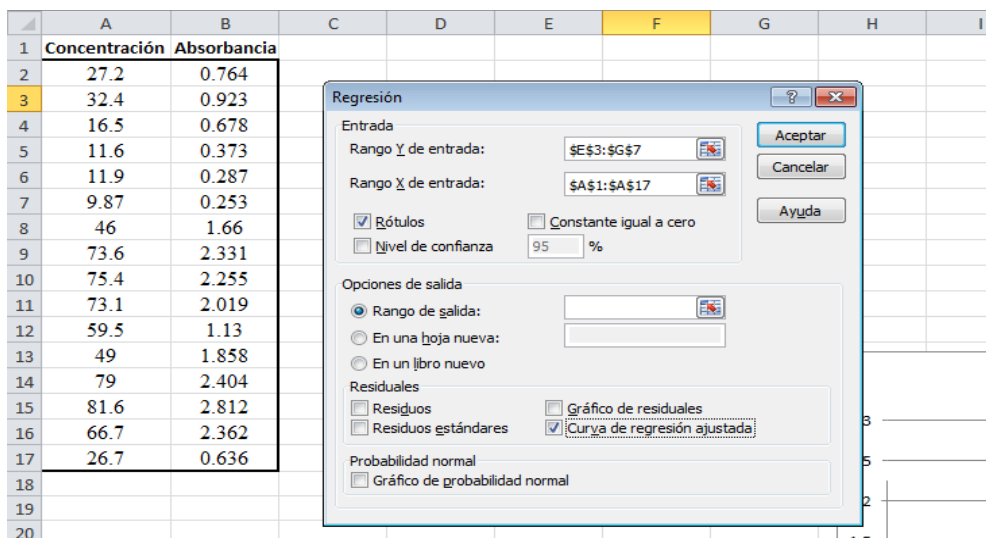 A B C D E F G H I
1 Concentración Absorbancia
2 27.2 0.764
3 32.4 0.923
4 16.5 0.678
5 11.6 0.373
6 11.9 0.287
7 9.87 0.253
8 46 1.66
9 73.6 2.331
10 75.4 2.255
11 73.1 2.019
12 59.5 1.13
13 49 1.858
14 79 2.404
15 81.6 2.812
16 66.7 2.362
17 26.7 0.636
18
19
20
Regresión ?
Entrada
Rango Y de entrada: $E$3:$G$7
Rango X de entrada: $A$1:$A$17
Rótulos Constante igual a cero
Nivel de confianza 95 %
Aceptar
Cancelar
Ayuda
Opciones de salida
Rango de salida:
En una hoja nueva:
En un libro nuevo
Residuales
Residuos Gráfico de residuales
Residuos estándares Curva de regresión ajustada
Probabilidad normal
Gráfico de probabilidad normal
3
5
2